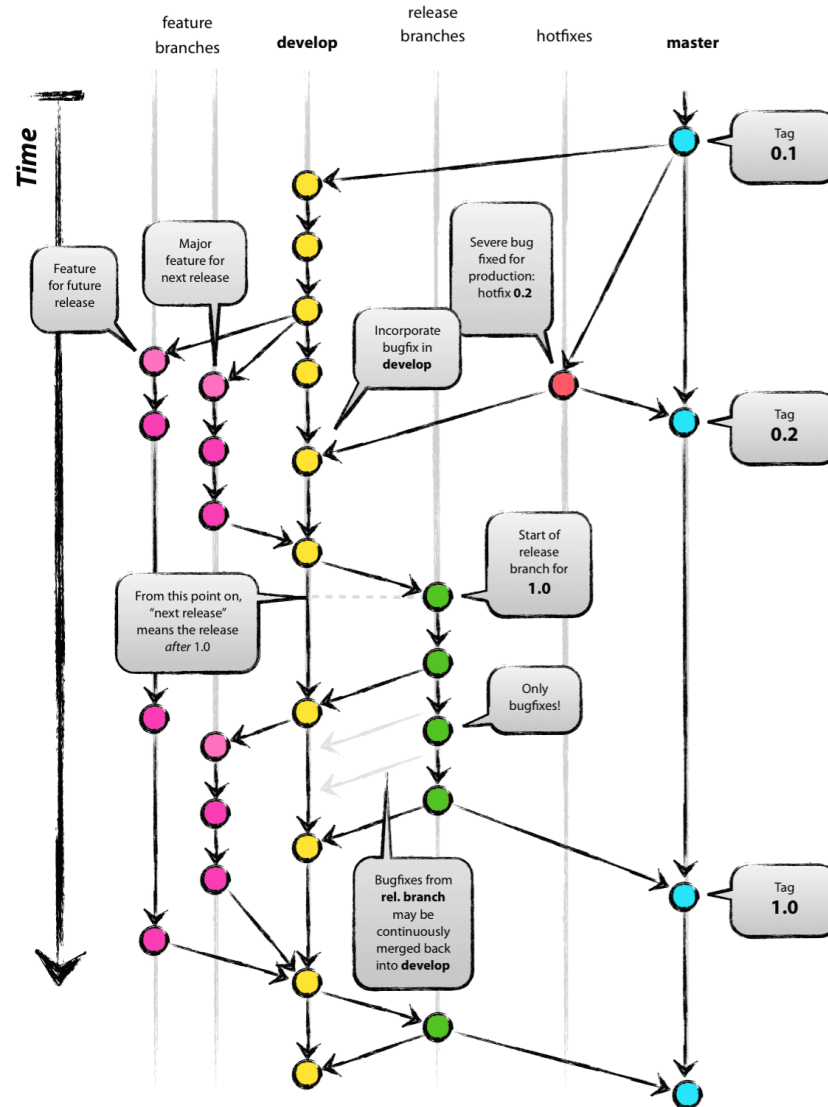 feature
branches
develop
release
branches
hotfixes
master
Time
Tag
0.1
Major
feature for
next release
Severe bug
fixed for
production:
hotfix 0.2
Feature
for future
release
Incorporate
bugfix in
develop
Tag
0.2
Start of
release
branch for
1.0
From this point on,
“next release”
means the release
after 1.0
Only
bugfixes!
Bugfixes from
rel. branch
may be
continuously
merged back
into develop
Tag
1.0